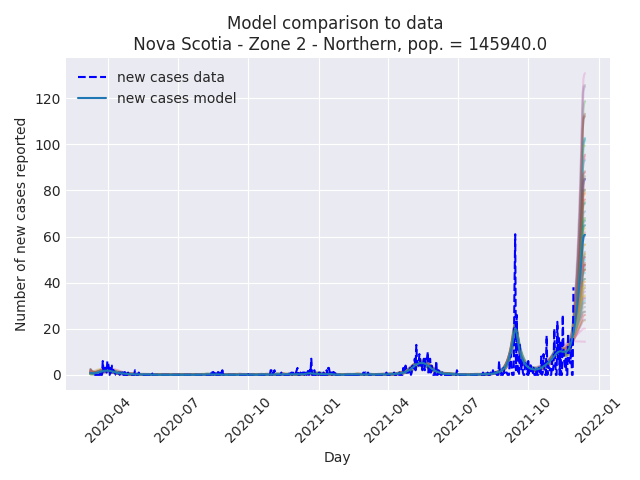 Model comparison to data
Nova Scotia - Zone 2 - Northern, pop. = 145940.0
new cases data
new cases model
Number of new cases reported
120
100
80
60
40
20
0
2020-04
2020-07
2020-10
2021-01
2021-04
2021-07
2021-10
2022-01
Day